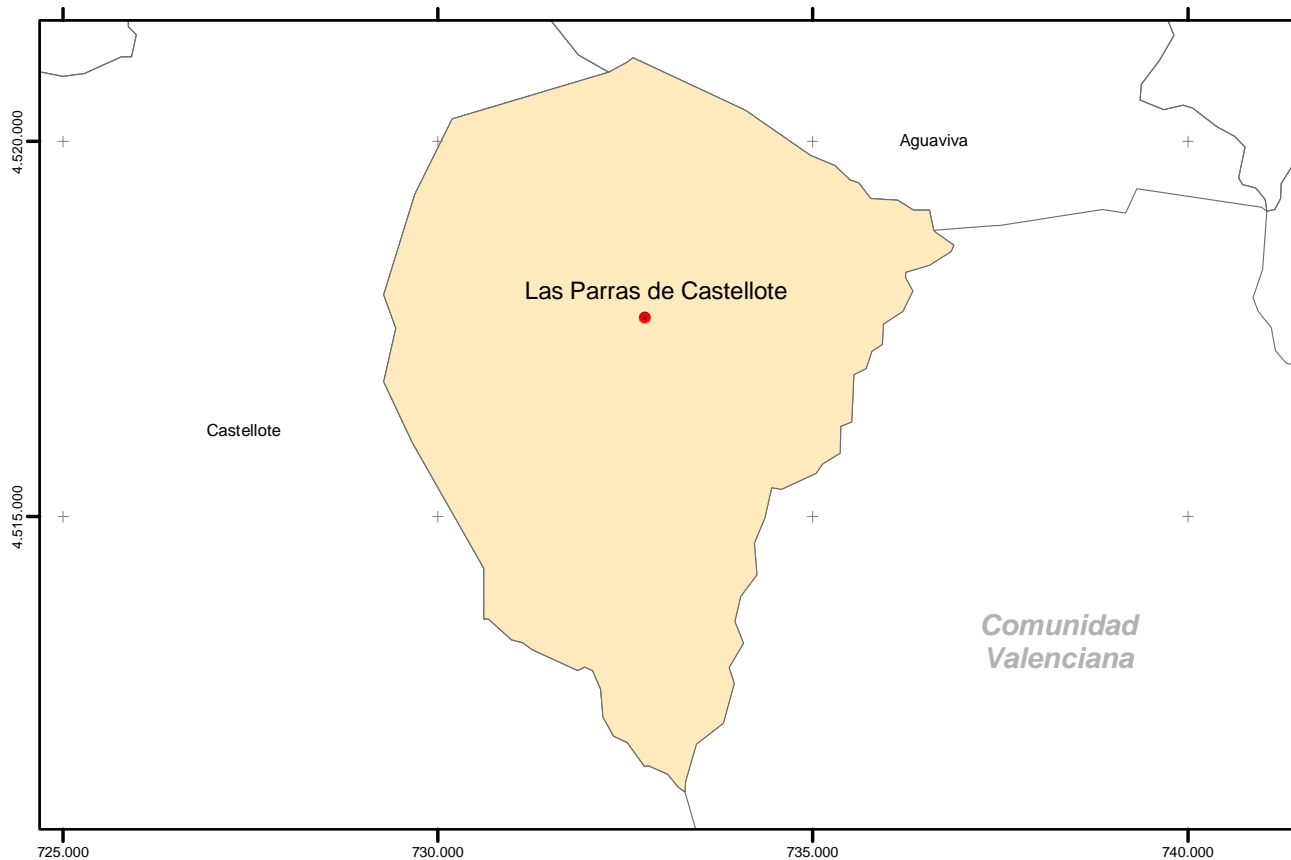 4.520.000
Aguaviva
Las Parras de Castellote
Castellote
4.515.000
Comunidad
Valenciana
725.000
730.000
735.000
740.000